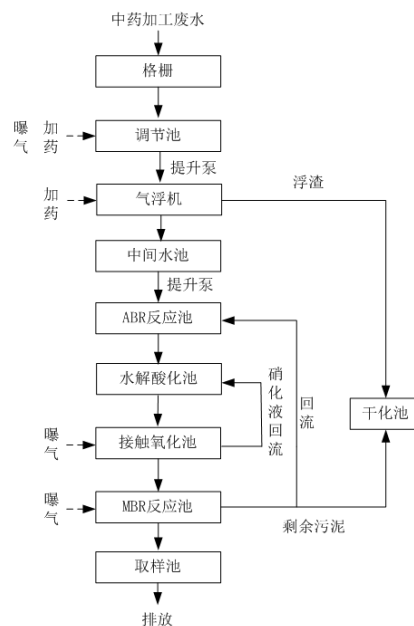 中药加工废水
格栅
曝气
加药
调节池
提升泵
加药
气浮机
浮渣
中间水池
提升泵
ABR反应池
水解酸化池
硝化液回流
回流
干化池
曝气
接触氧化池
曝气
MBR反应池
剩余污泥
取样池
排放